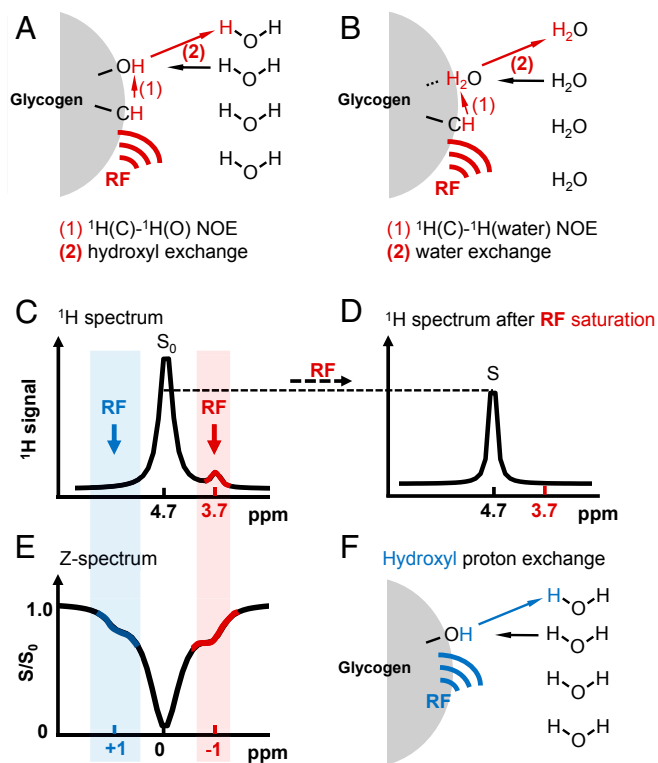 A
H H
O
OH
(2)
H H
O
Glycogen
(1)
CH
H H
O
RF
H H
O
(1) ¹H(C)-¹H(O) NOE
(2) hydroxyl exchange
B
H₂O
(2)
H₂O
H₂O
Glycogen
(1)
CH
H₂O
RF
H₂O
(1) ¹H(C)-¹H(water) NOE
(2) water exchange
C
¹H spectrum
S₀
RF
RF
RF
¹H signal
4.7
3.7
ppm
D
¹H spectrum after RF saturation
S
4.7
3.7
ppm
E
Z-spectrum
1.0
S/S₀
0
+1
0
-1
ppm
F
Hydroxyl proton exchange
H H
O
OH
H H
O
Glycogen
RF
H H
O
H H
O